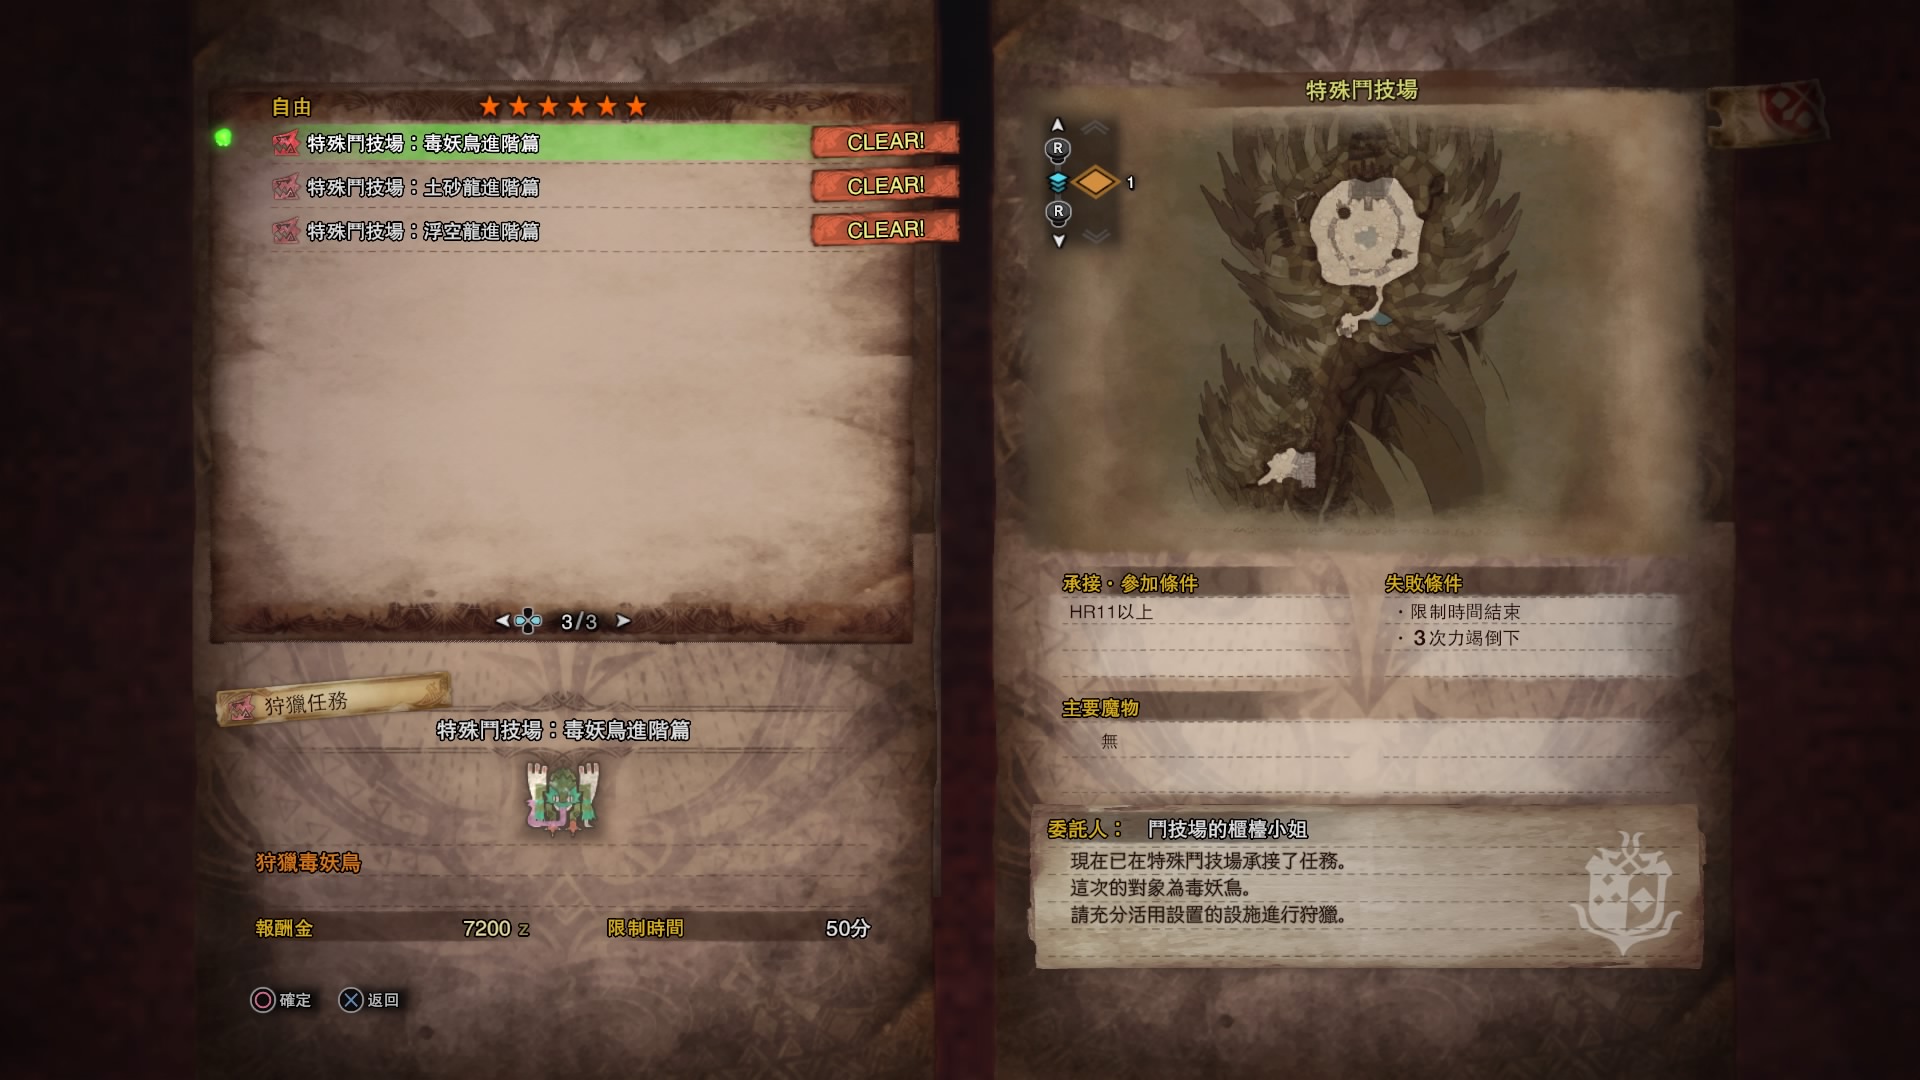 自由
特殊鬥技場：毒妖鳥進階篇
CLEAR!
特殊鬥技場：土砂龍進階篇
CLEAR!
特殊鬥技場：浮空龍進階篇
CLEAR!
3/3
狩獵任務
特殊鬥技場：毒妖鳥進階篇
狩獵毒妖鳥
報酬金 7200 z 限制時間 50分
確定 返回
特殊鬥技場
R
1
R
承接・參加條件
HR11以上
失敗條件
・限制時間結束
・3次力竭倒下
主要魔物
無
委託人： 鬥技場的櫃檯小姐
現在已在特殊鬥技場承接了任務。
這次的對象為毒妖鳥。
請充分活用設置的設施進行狩獵。